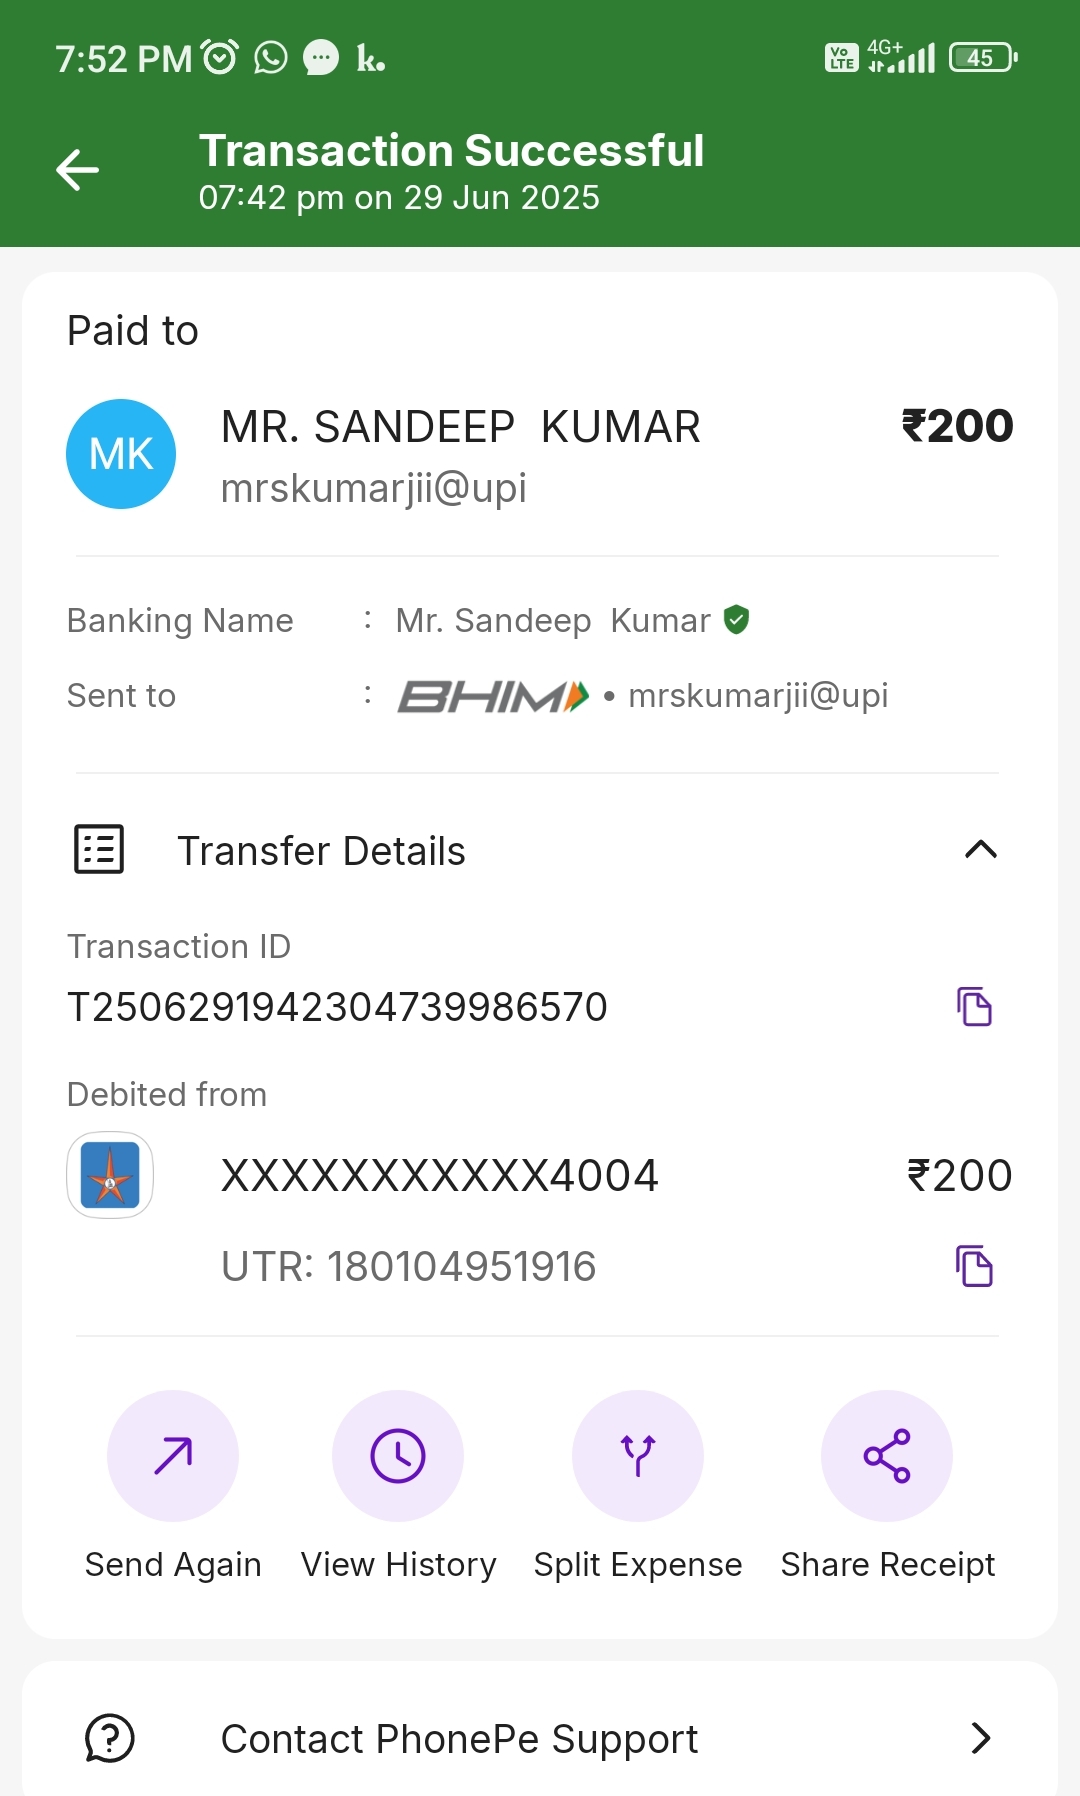 7:52 PM k. Vo LTE 4G+ 45
Transaction Successful
07:42 pm on 29 Jun 2025
Paid to
MK MR. SANDEEP KUMAR ₹200
mrskumarjii@upi
Banking Name : Mr. Sandeep Kumar
Sent to : BHIM • mrskumarjii@upi
Transfer Details
Transaction ID
T2506291942304739986570
Debited from
XXXXXXXXXXX4004 ₹200
UTR: 180104951916
Send Again View History Split Expense Share Receipt
Contact PhonePe Support